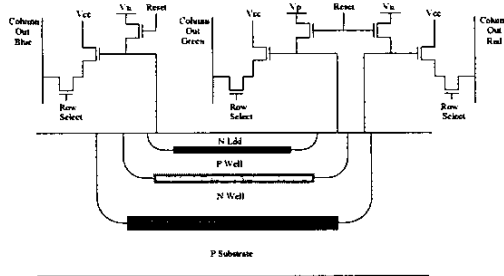 Column
Out
Blue
Vcc
Vn
Reset
Row
Select
Column
Out
Green
Vcc
Vp
Reset
Vn
Vcc
Column
Out
Red
Row
Select
Row
Select
N Ldd
P Well
N Well
P Substrate